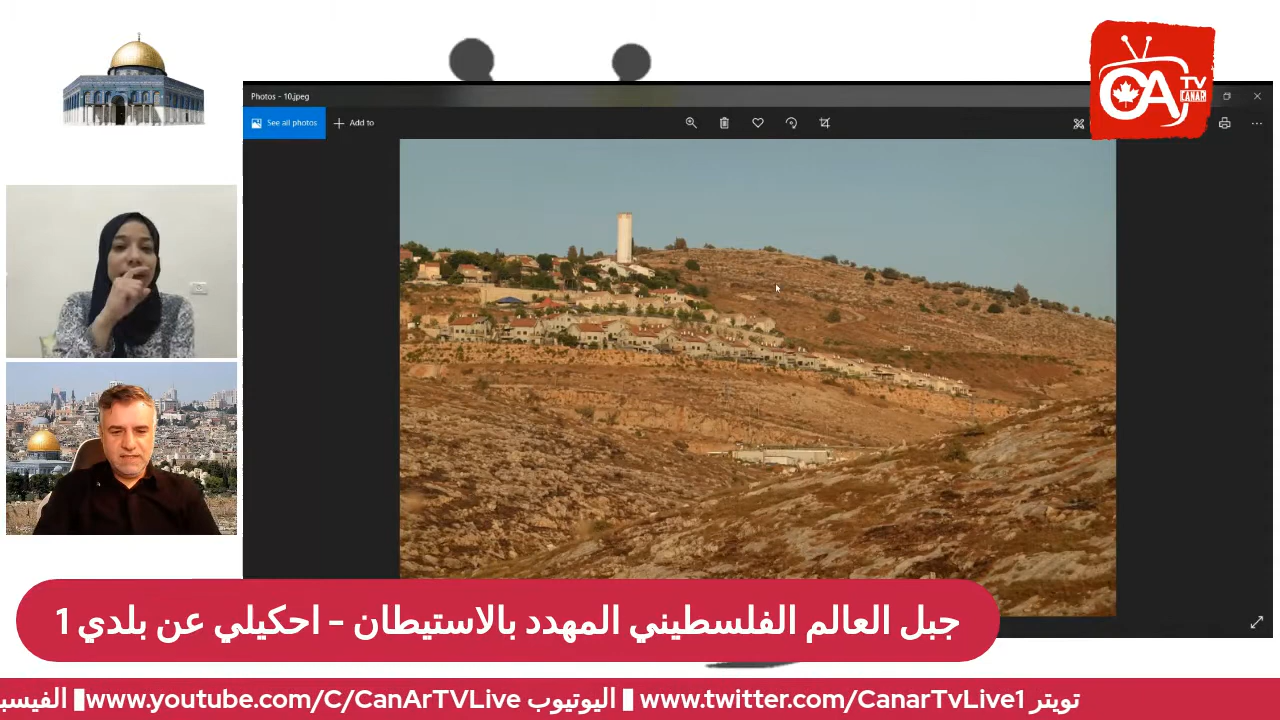 Photos - 10.jpeg
See all photos
Add to
OA TV
CANAR
جبل العالم الفلسطيني المهدد بالاستيطان - احكيلي عن بلدي 1
تويتر www.twitter.com/CanarTvLive1 اليوتيوب www.youtube.com/C/CanArTVLive الفيسب